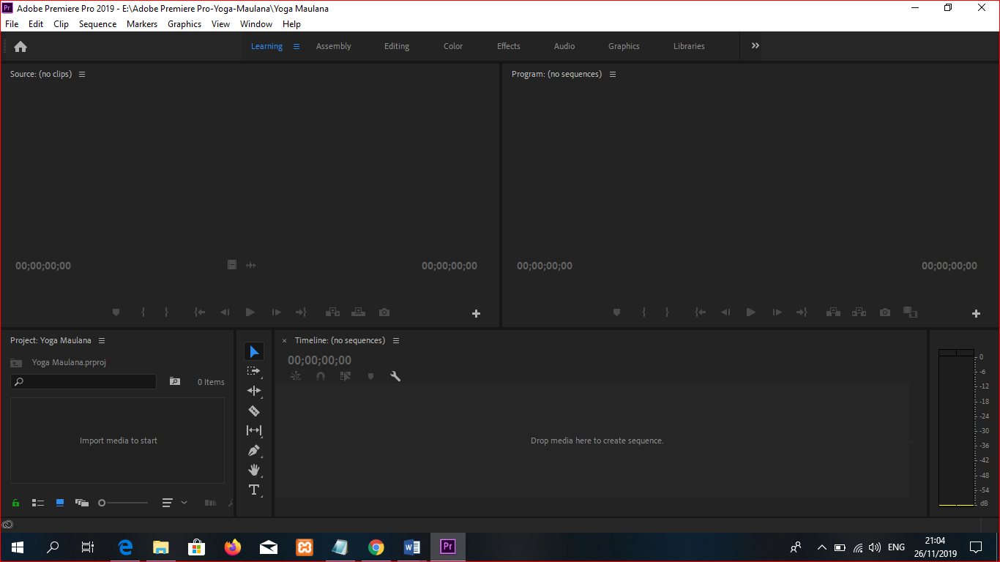 Pr Adobe Premiere Pro 2019 - E:\Adobe Premiere Pro-Yoga-Maulana\Yoga Maulana
File Edit Clip Sequence Markers Graphics View Window Help
Learning Assembly Editing Color Effects Audio Graphics Libraries
Source: (no clips)
Program: (no sequences)
00;00;00;00 00;00;00;00
00;00;00;00 00;00;00;00
Project: Yoga Maulana
Yoga Maulana.prproj
0 Items
Import media to start
Timeline: (no sequences)
00;00;00;00
Drop media here to create sequence.
0
-6
-12
-18
-24
-30
-36
-42
-48
-54
dB
Pr
ENG
21:04
26/11/2019